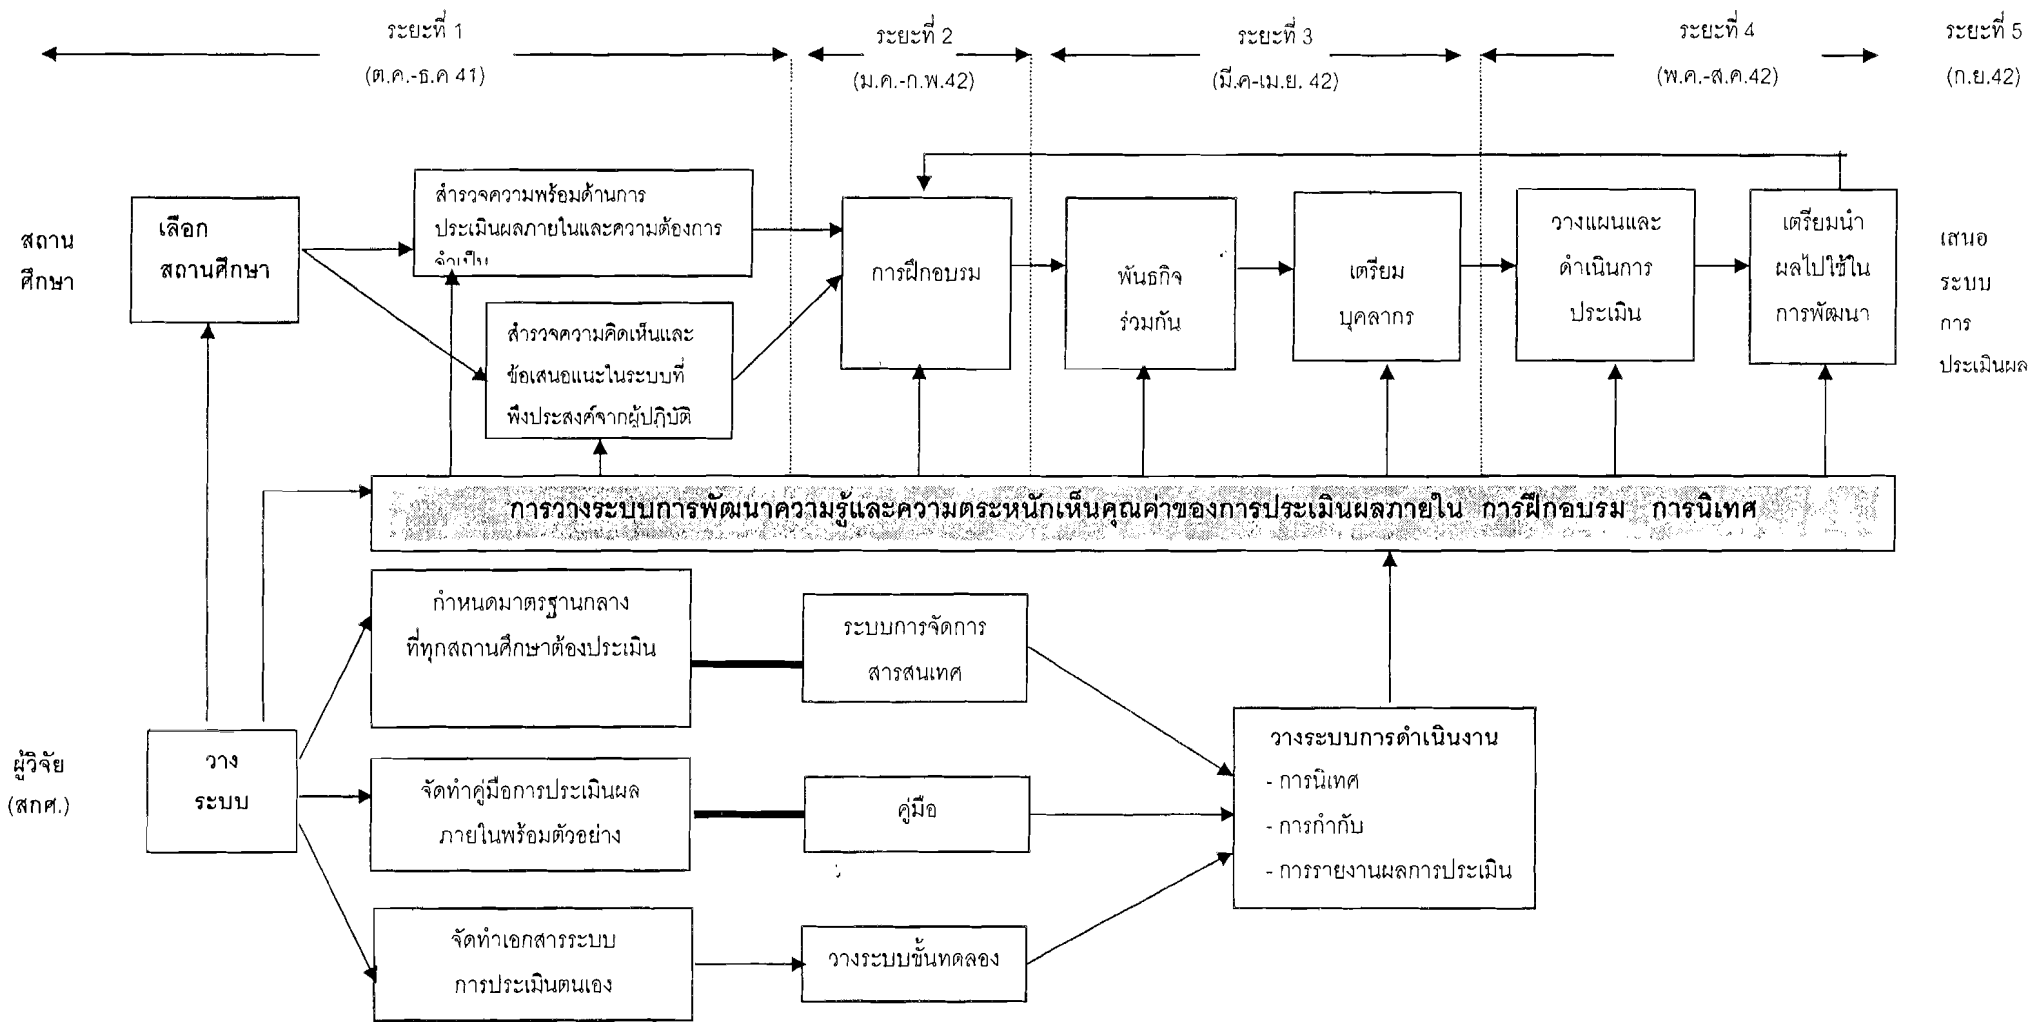 ระยะที่ 1
(ต.ค.-ธ.ค 41)
ระยะที่ 2
(ม.ค.-ก.พ.42)
ระยะที่ 3
(มี.ค-เม.ย. 42)
ระยะที่ 4
(พ.ค.-ส.ค.42)
ระยะที่ 5
(ก.ย.42)
สถาน
ศึกษา
เลือก
สถานศึกษา
สำรวจความพร้อมด้านการ
ประเมินผลภายในและความต้องการ
จำเป็น
สำรวจความคิดเห็นและ
ข้อเสนอแนะในระบบที่
พึงประสงค์จากผู้ปฏิบัติ
การฝึกอบรม
พันธกิจ
ร่วมกัน
เตรียม
บุคลากร
วางแผนและ
ดำเนินการ
ประเมิน
เตรียมนำ
ผลไปใช้ใน
การพัฒนา
เสนอ
ระบบ
การ
ประเมินผล
การวางระบบการพัฒนาความรู้และความตระหนักเห็นคุณค่าของการประเมินผลภายใน การฝึกอบรม การนิเทศ
ผู้วิจัย
(สกศ.)
วาง
ระบบ
กำหนดมาตรฐานกลาง
ที่ทุกสถานศึกษาต้องประเมิน
จัดทำคู่มือการประเมินผล
ภายในพร้อมตัวอย่าง
จัดทำเอกสารระบบ
การประเมินตนเอง
ระบบการจัดการ
สารสนเทศ
คู่มือ
วางระบบขั้นทดลอง
วางระบบการดำเนินงาน
- การนิเทศ
- การกำกับ
- การรายงานผลการประเมิน